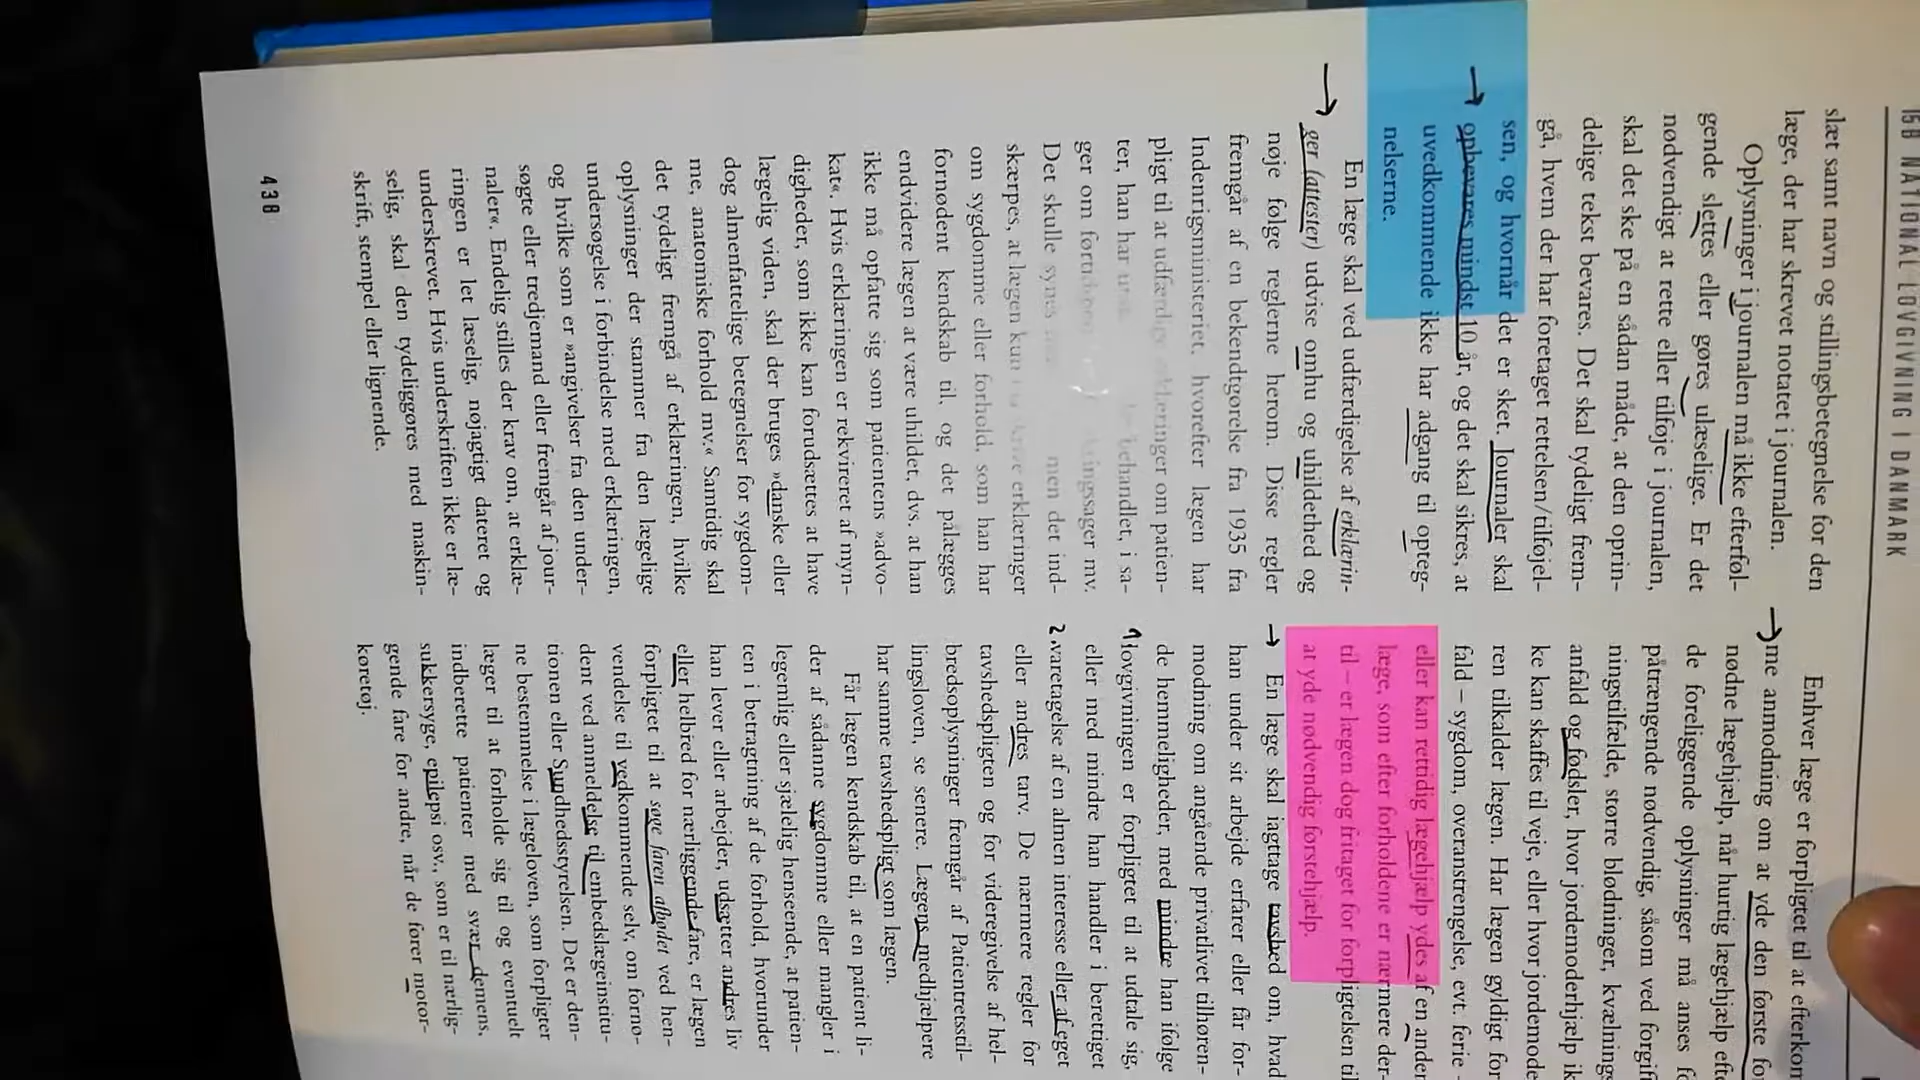 15B NATIONAL LOVGIVNING I DANMARK
slæt samt navn og stillingsbetegnelse for den
læge, der har skrevet notatet i journalen.
Oplysninger i journalen må ikke efterføl-
gende slettes eller gøres ulæselige. Er det
nødvendigt at rette eller tilføje i journalen,
skal det ske på en sådan måde, at den oprin-
delige tekst bevares. Det skal tydeligt frem-
gå, hvem der har foretaget rettelsen/tilføjel-
sen, og hvornår det er sket. Journaler skal
opbevares mindst 10 år, og det skal sikres, at
uvedkommende ikke har adgang til opteg-
nelserne.
En læge skal ved udfærdigelse af erklærin-
ger (attester) udvise omhu og uhildethed og
nøje følge reglerne herom. Disse regler
fremgår af en bekendtgørelse fra 1935 fra
Indenrigsministeriet, hvorefter lægen har
pligt til at udfærdige erklæringer om patien-
ter, han har behandlet, i sa-
ger om mv.
Det skulle synes men det ind-
skærpes, at lægen kun erklæringer
om sygdomme eller forhold, som han har
fornødent kendskab til, og det pålægges
endvidere lægen at være uhildet, dvs. at han
ikke må opfatte sig som patientens »advo-
kat«. Hvis erklæringen er rekvireret af myn-
digheder, som ikke kan forudsættes at have
lægelig viden, skal der bruges »danske eller
dog almenfattelige betegnelser for sygdom-
me, anatomiske forhold mv.« Samtidig skal
det tydeligt fremgå af erklæringen, hvilke
oplysninger der stammer fra den lægelige
undersøgelse i forbindelse med erklæringen,
og hvilke som er »angivelser fra den under-
søgte eller tredjemand eller fremgår af jour-
naler«. Endelig stilles der krav om, at erklæ-
ringen er let læselig, nøjagtigt dateret og
underskrevet. Hvis underskriften ikke er læ-
selig, skal den tydeliggøres med maskin-
skrift, stempel eller lignende.
438
Enhver læge er forpligtet til at efterkom
me anmodning om at yde den første fo
nødne lægehjælp, når hurtig lægehjælp eft
de foreliggende oplysninger må anses fo
påtrængende nødvendig, såsom ved forgift
ningstilfælde, større blødninger, kvælnings
anfald og fødsler, hvor jordemoderhjælp ik
ke kan skaffes til veje, eller hvor jordemode
ren tilkalder lægen. Har lægen gyldigt for
fald – sygdom, overanstrengelse, evt. ferie –
eller kan rettidig lægehjælp ydes af en anden
læge, som efter forholdene er nærmere der-
til – er lægen dog fritaget for forpligtelsen til
at yde nødvendig førstehjælp.
En læge skal iagttage tavshed om, hvad
han under sit arbejde erfarer eller får for-
modning om angående privatlivet tilhøren-
de hemmeligheder, med mindre han ifølge
1 lovgivningen er forpligtet til at udtale sig,
eller med mindre han handler i berettiget
2. varetagelse af en almen interesse eller af eget
eller andres tarv. De nærmere regler for
tavshedspligten og for videregivelse af hel-
bredsoplysninger fremgår af Patientretsstil-
lingsloven, se senere. Lægens medhjælpere
har samme tavshedspligt som lægen.
Får lægen kendskab til, at en patient li-
der af sådanne sygdomme eller mangler i
legemlig eller sjælelig henseende, at patien-
ten i betragtning af de forhold, hvorunder
han lever eller arbejder, udsætter andres liv
eller helbred for nærliggende fare, er lægen
forpligtet til at søge faren afbødet ved hen-
vendelse til vedkommende selv, om forno-
dent ved anmeldelse til embedslægeinstitu-
tionen eller Sundhedsstyrelsen. Det er den-
ne bestemmelse i lægeloven, som forpligter
læger til at forholde sig til og eventuelt
indberette patienter med svær demens,
sukkersyge, epilepsi osv., som er til nærlig-
gende fare for andre, når de fører motor-
køretøj.